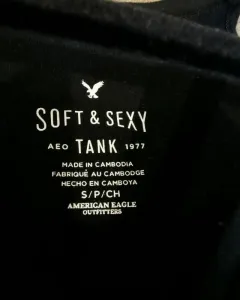 SOFT & SEXY
AEO TANK 1977
MADE IN CAMBODIA
FABRIQUÉ AU CAMBODGE
HECHO EN CAMBOYA
S/P/CH
AMERICAN EAGLE
OUTFITTERS